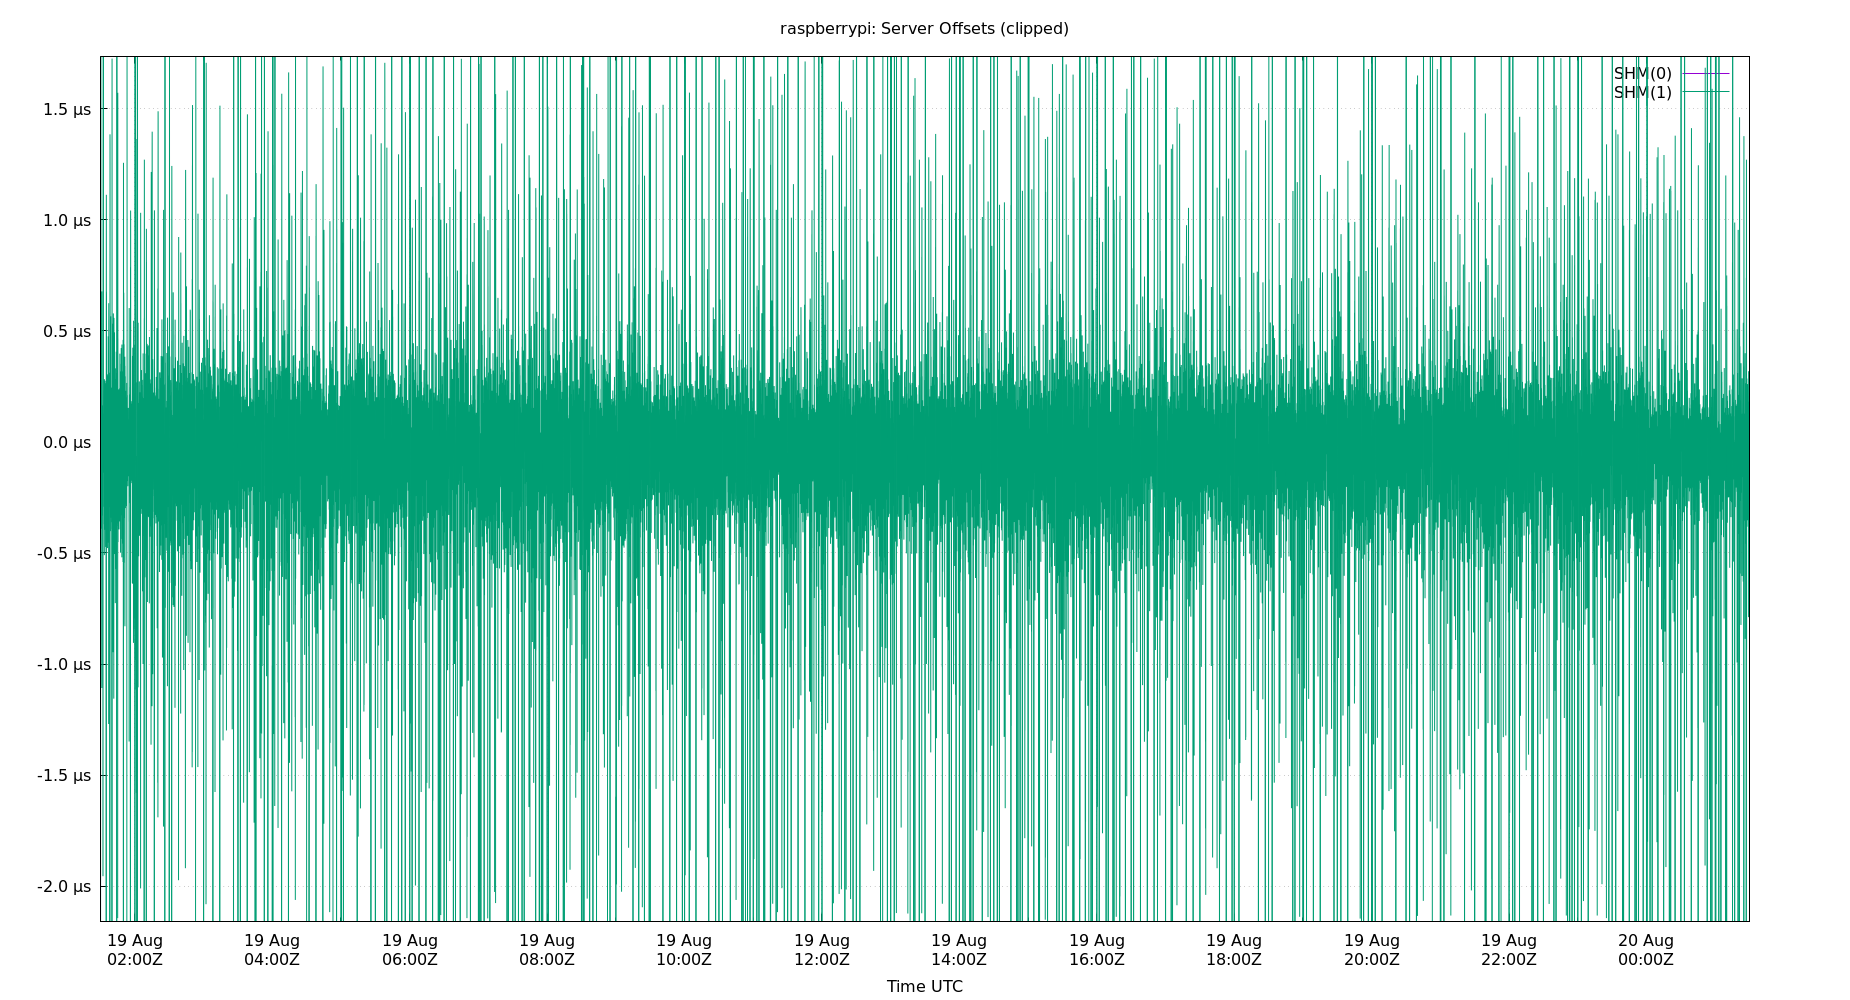 raspberrypi: Server Offsets (clipped)
SHM(0)
SHM(1)
1.5 µs
1.0 µs
0.5 µs
0.0 µs
-0.5 µs
-1.0 µs
-1.5 µs
-2.0 µs
19 Aug 19 Aug 19 Aug 19 Aug 19 Aug 19 Aug 19 Aug 19 Aug 19 Aug 19 Aug 19 Aug 20 Aug
02:00Z 04:00Z 06:00Z 08:00Z 10:00Z 12:00Z 14:00Z 16:00Z 18:00Z 20:00Z 22:00Z 00:00Z
Time UTC